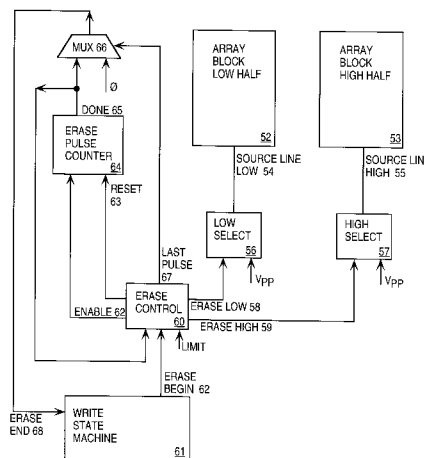 MUX 66
Ø
DONE 65
ERASE
PULSE
COUNTER
64
RESET
63
ARRAY
BLOCK
LOW HALF
52
ARRAY
BLOCK
HIGH HALF
53
SOURCE LINE
LOW 54
SOURCE LIN
HIGH 55
LOW
SELECT
56
VPP
HIGH
SELECT
57
VPP
LAST
PULSE
67
ERASE
CONTROL
60
ENABLE 62
ERASE LOW 58
ERASE HIGH 59
LIMIT
ERASE
BEGIN 62
ERASE
END 68
WRITE
STATE
MACHINE
61